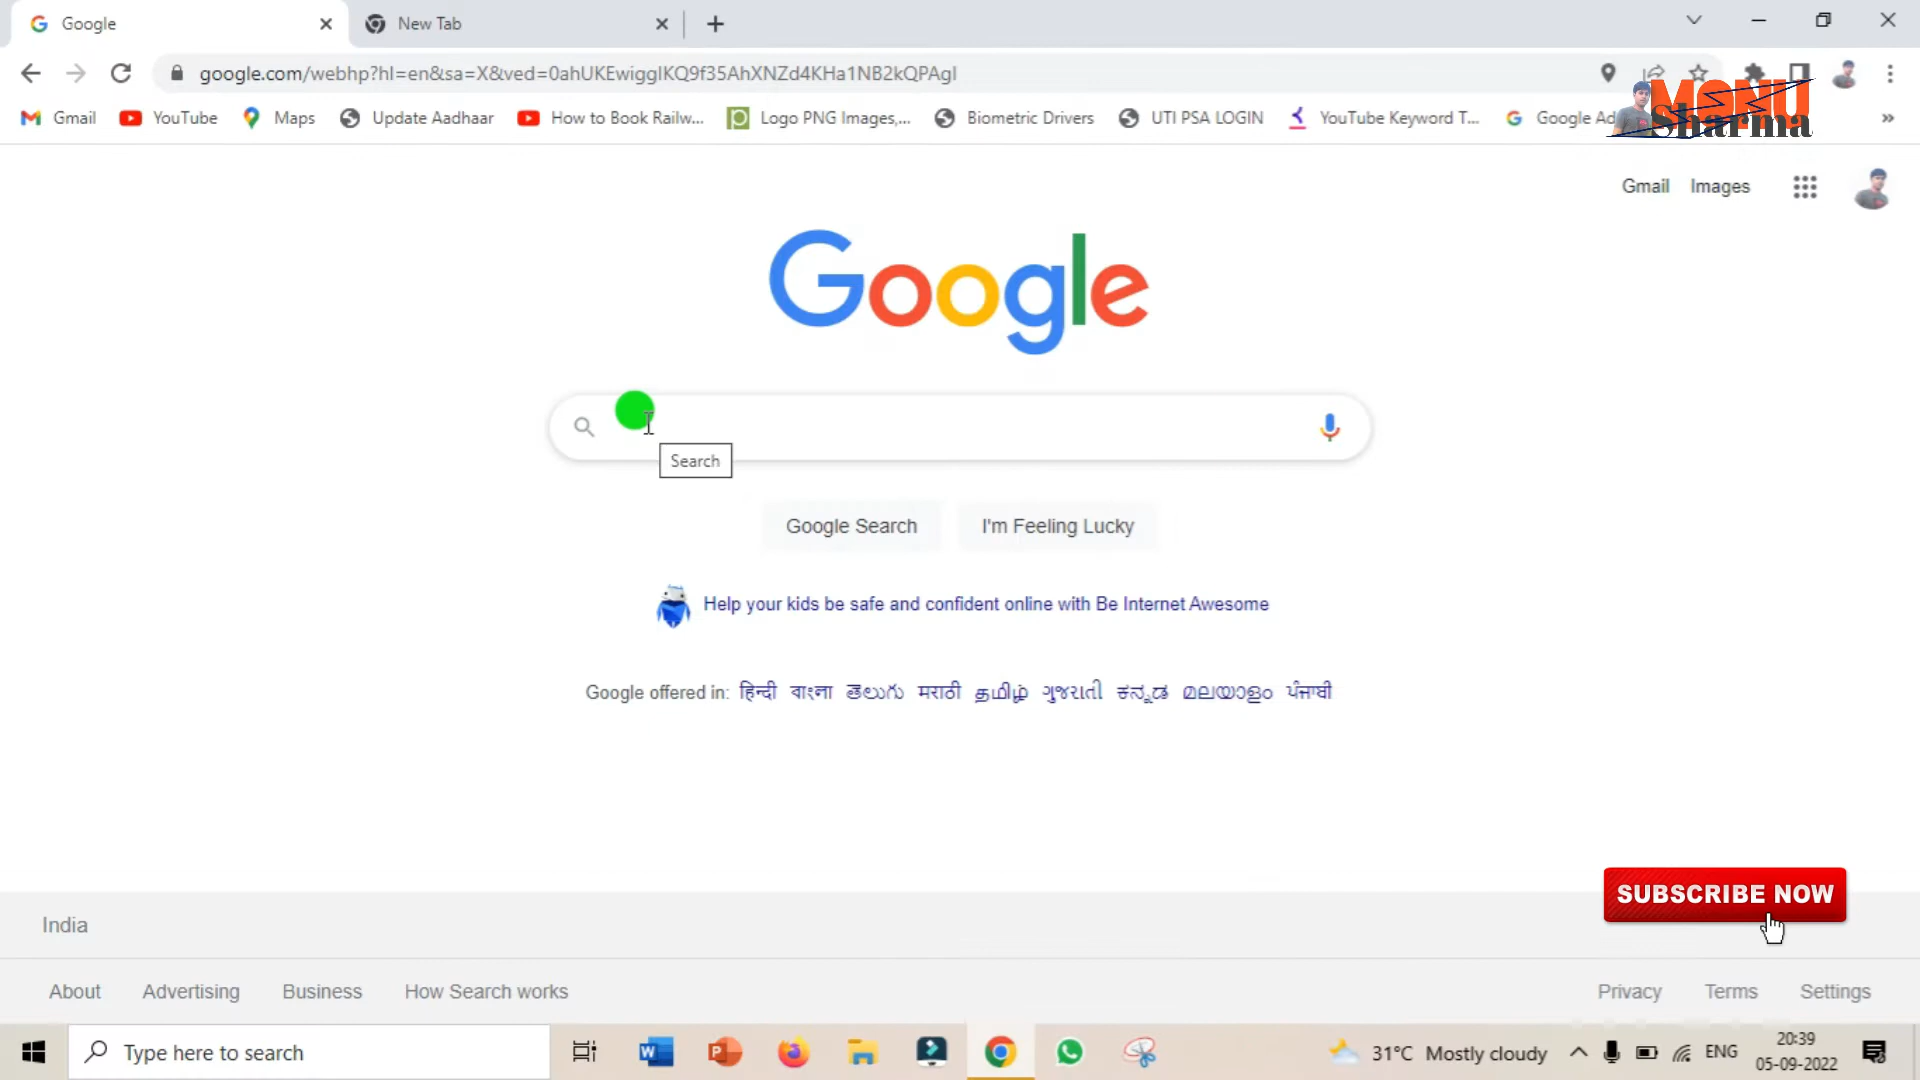 Google
New Tab
google.com/webhp?hl=en&sa=X&ved=0ahUKEwigglKQ9f35AhXNZd4KHa1NB2kQPAgI
Gmail
YouTube
Maps
Update Aadhaar
How to Book Railw...
Logo PNG Images,...
Biometric Drivers
UTI PSA LOGIN
YouTube Keyword T...
Google Ad
MONU
Sharma
Gmail Images
Google
Search
Google Search I'm Feeling Lucky
Help your kids be safe and confident online with Be Internet Awesome
Google offered in: हिन्दी বাংলা తెలుగు मराठी தமிழ் ગુજરાતી ಕನ್ನಡ മലയാളം ਪੰਜਾਬੀ
SUBSCRIBE NOW
India
About Advertising Business How Search works
Privacy Terms Settings
Type here to search
31°C Mostly cloudy
ENG
20:39
05-09-2022